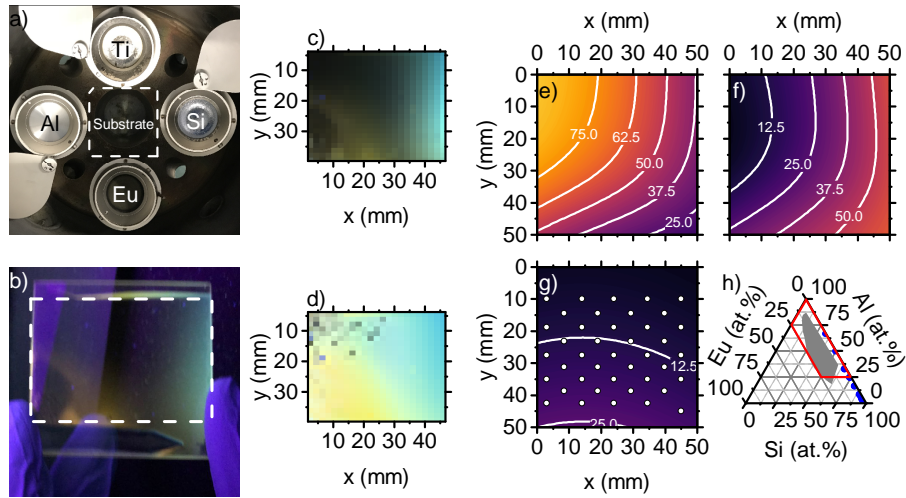 a)
Ti
Al
Substrate
Si
Eu
b)
c)
y (mm)
20
40
10 20 30 40
x (mm)
d)
y (mm)
20
40
10 20 30 40
x (mm)
x (mm)
0 10 20 30 40 50
y (mm)
0
10
20
30
40
50
e)
75.0
62.5
50.0
37.5
25.0
x (mm)
0 10 20 30 40 50
f)
12.5
25.0
37.5
50.0
y (mm)
0
10
20
30
40
50
g)
12.5
25.0
0 10 20 30 40 50
x (mm)
h)
Eu (at.%)
0
25
50
75
100
Al (at.%)
100
75
50
25
0
0 25 50 75 100
Si (at.%)